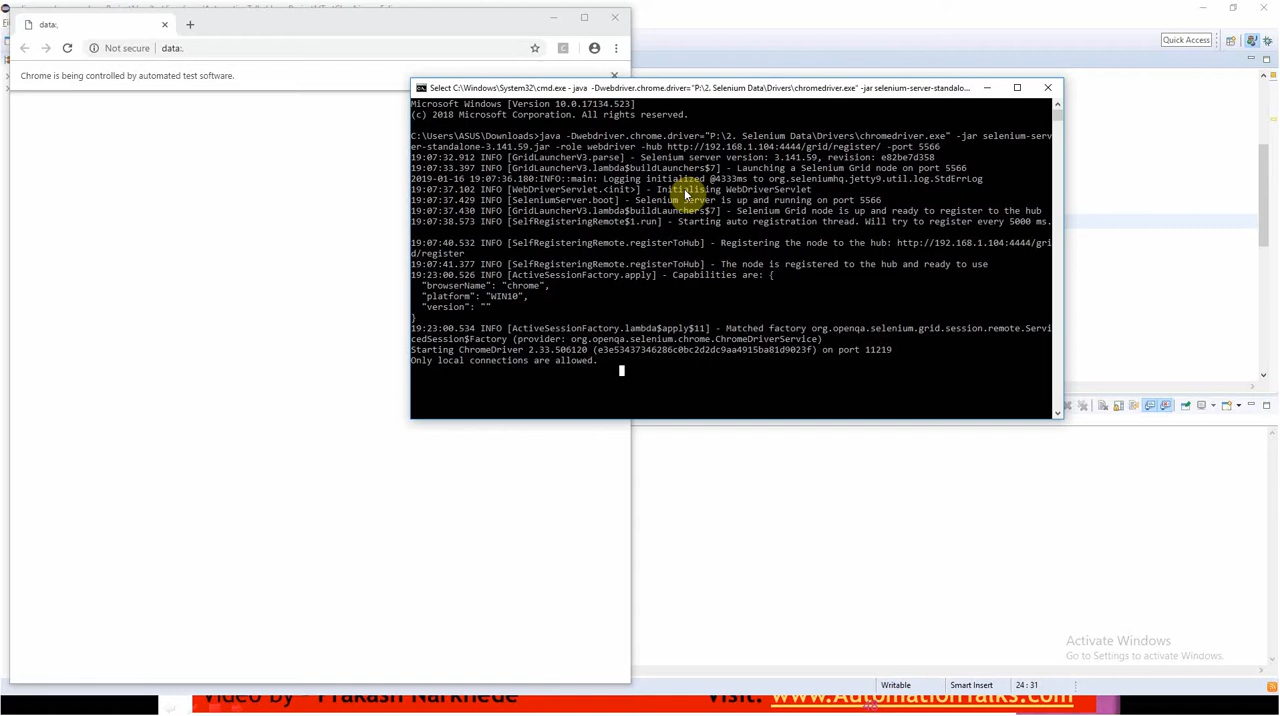 data:,
Not secure data:,
Chrome is being controlled by automated test software.
Quick Access
Select C:\Windows\System32\cmd.exe - java -Dwebdriver.chrome.driver="P:\2. Selenium Data\Drivers\chromedriver.exe" -jar selenium-server-standalo...
Microsoft Windows [Version 10.0.17134.523]
(c) 2018 Microsoft Corporation. All rights reserved.
C:\Users\ASUS\Downloads>java -Dwebdriver.chrome.driver="P:\2. Selenium Data\Drivers\chromedriver.exe" -jar selenium-serv
er-standalone-3.141.59.jar -role webdriver -hub http://192.168.1.104:4444/grid/register/ -port 5566
19:07:32.912 INFO [GridLauncherV3.parse] - Selenium server version: 3.141.59, revision: e82be7d358
19:07:33.397 INFO [GridLauncherV3.lambda$buildLaunchers$7] - Launching a Selenium Grid node on port 5566
2019-01-16 19:07:36.180:INFO::main: Logging initialized @4333ms to org.seleniumhq.jetty9.util.log.StdErrLog
19:07:37.102 INFO [WebDriverServlet.<init>] - Initialising WebDriverServlet
19:07:37.429 INFO [SeleniumServer.boot] - Selenium Server is up and running on port 5566
19:07:37.430 INFO [GridLauncherV3.lambda$buildLaunchers$7] - Selenium Grid node is up and ready to register to the hub
19:07:38.573 INFO [SelfRegisteringRemote$1.run] - Starting auto registration thread. Will try to register every 5000 ms.
19:07:40.532 INFO [SelfRegisteringRemote.registerToHub] - Registering the node to the hub: http://192.168.1.104:4444/gri
d/register
19:07:41.377 INFO [SelfRegisteringRemote.registerToHub] - The node is registered to the hub and ready to use
19:23:00.526 INFO [ActiveSessionFactory.apply] - Capabilities are: {
"browserName": "chrome",
"platform": "WIN10",
"version": ""
}
19:23:00.534 INFO [ActiveSessionFactory.lambda$apply$11] - Matched factory org.openqa.selenium.grid.session.remote.Servi
cedSession$Factory (provider: org.openqa.selenium.chrome.ChromeDriverService)
Starting ChromeDriver 2.33.506120 (e3e53437346286c0bc2d2dc9aa4915ba81d9023f) on port 11219
Only local connections are allowed.
Activate Windows
Go to Settings to activate Windows.
Writable Smart Insert 24 : 31
Video by - Prakash Narkhede Visit: www.AutomationTalks.com